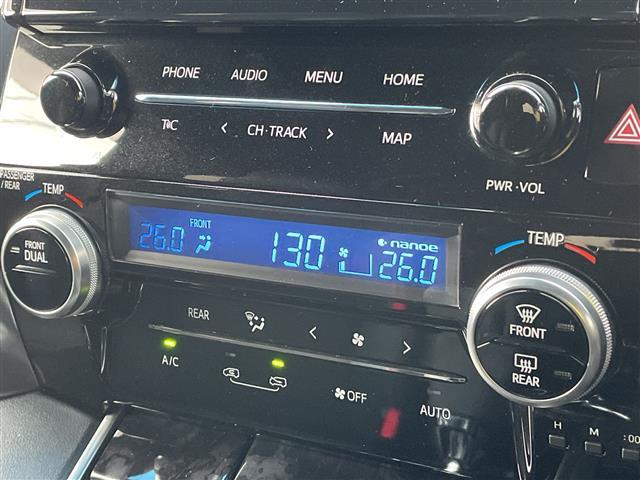 PHONE AUDIO MENU HOME
T&C < CH·TRACK > MAP
PWR·VOL
PASSENGER
/REAR
TEMP
FRONT
DUAL
26.0 FRONT 130 nanoe 26.0
TEMP
FRONT
REAR
REAR < >
A/C
OFF AUTO
H M :00